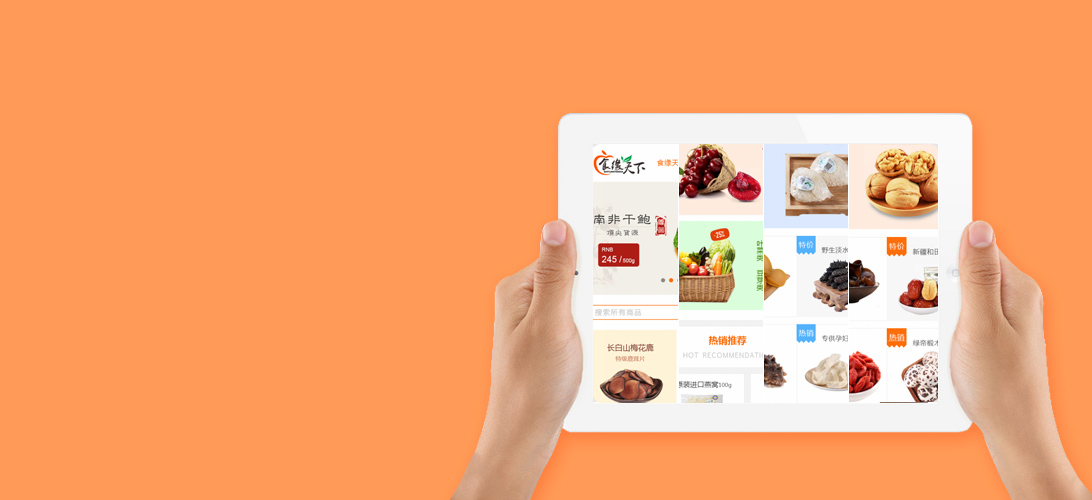 食傻天下
食傻天
南非干鲍
顶尖货源
RNB
245 /500g
搜索所有商品
长白山梅花鹿
特级鹿茸片
-25%
热销推荐
HOT RECOMMENDATI
原装进口燕窝100g
特价
野生淡水
热销
专供孕妇
特价
新疆和田
热销
绿帝椴木